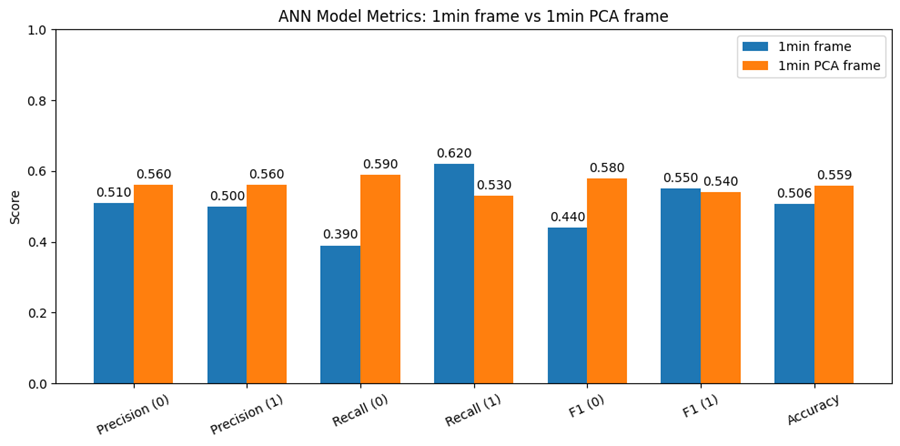 ANN Model Metrics: 1min frame vs 1min PCA frame
1.0
0.8
0.6
0.4
0.2
0.0
Score
1min frame
1min PCA frame
0.510
0.560
0.500
0.560
0.390
0.590
0.620
0.530
0.440
0.580
0.550
0.540
0.506
0.559
Precision (0)
Precision (1)
Recall (0)
Recall (1)
F1 (0)
F1 (1)
Accuracy